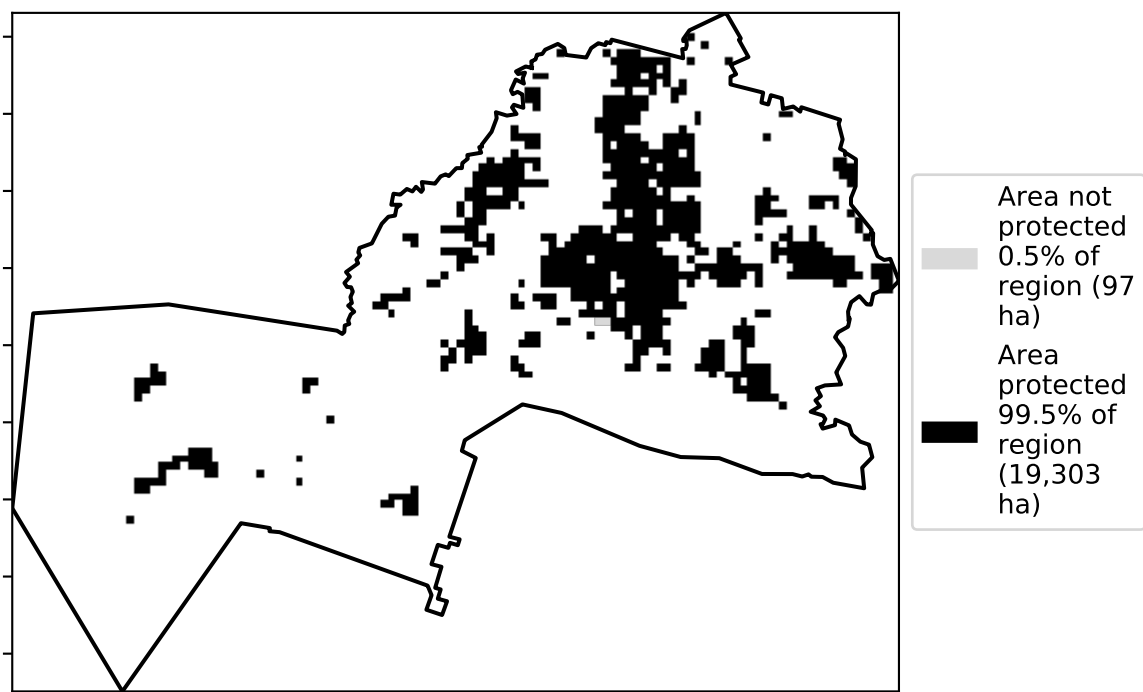 Area not
protected
0.5% of
region (97
ha)
Area
protected
99.5% of
region
(19,303
ha)